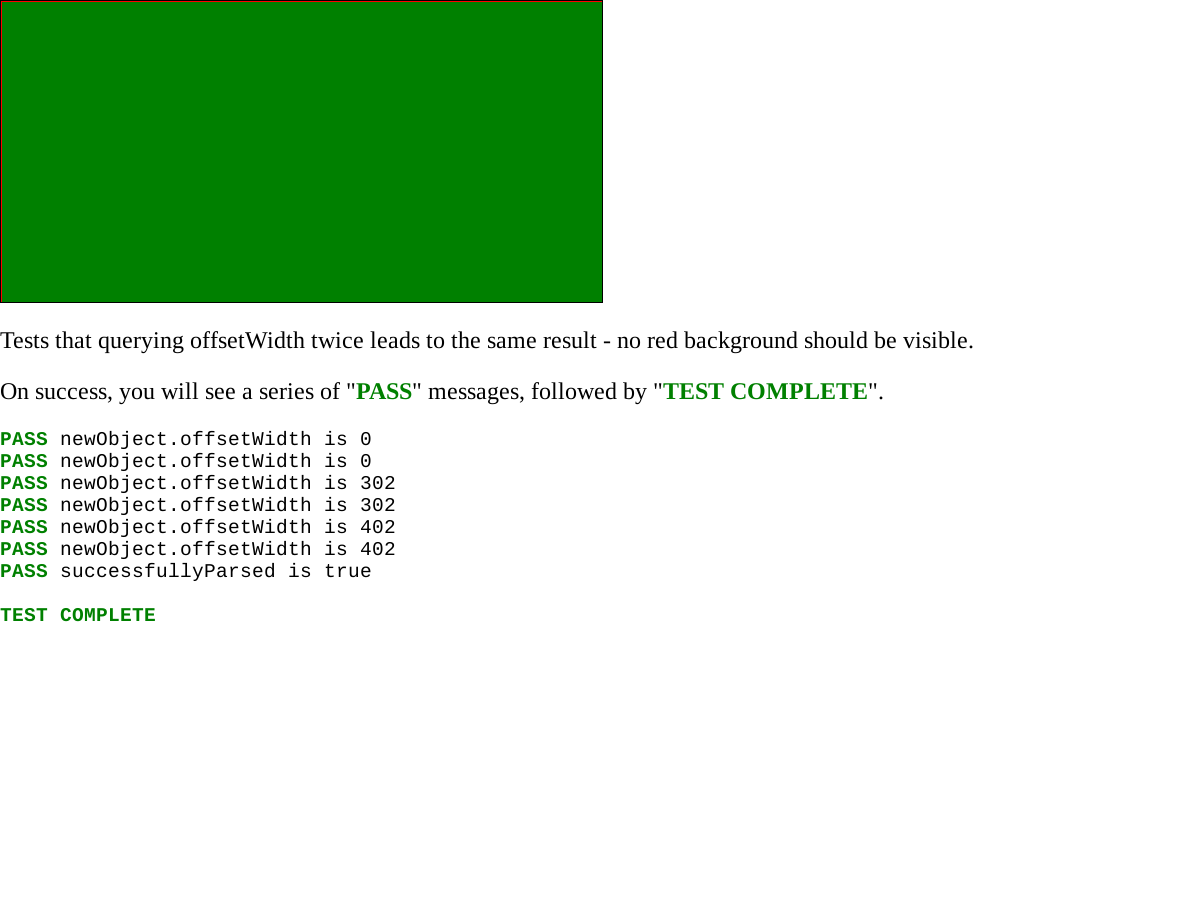 Tests that querying offsetWidth twice leads to the same result - no red background should be visible.
On success, you will see a series of "PASS" messages, followed by "TEST COMPLETE".
PASS newObject.offsetWidth is 0
PASS newObject.offsetWidth is 0
PASS newObject.offsetWidth is 302
PASS newObject.offsetWidth is 302
PASS newObject.offsetWidth is 402
PASS newObject.offsetWidth is 402
PASS successfullyParsed is true
TEST COMPLETE